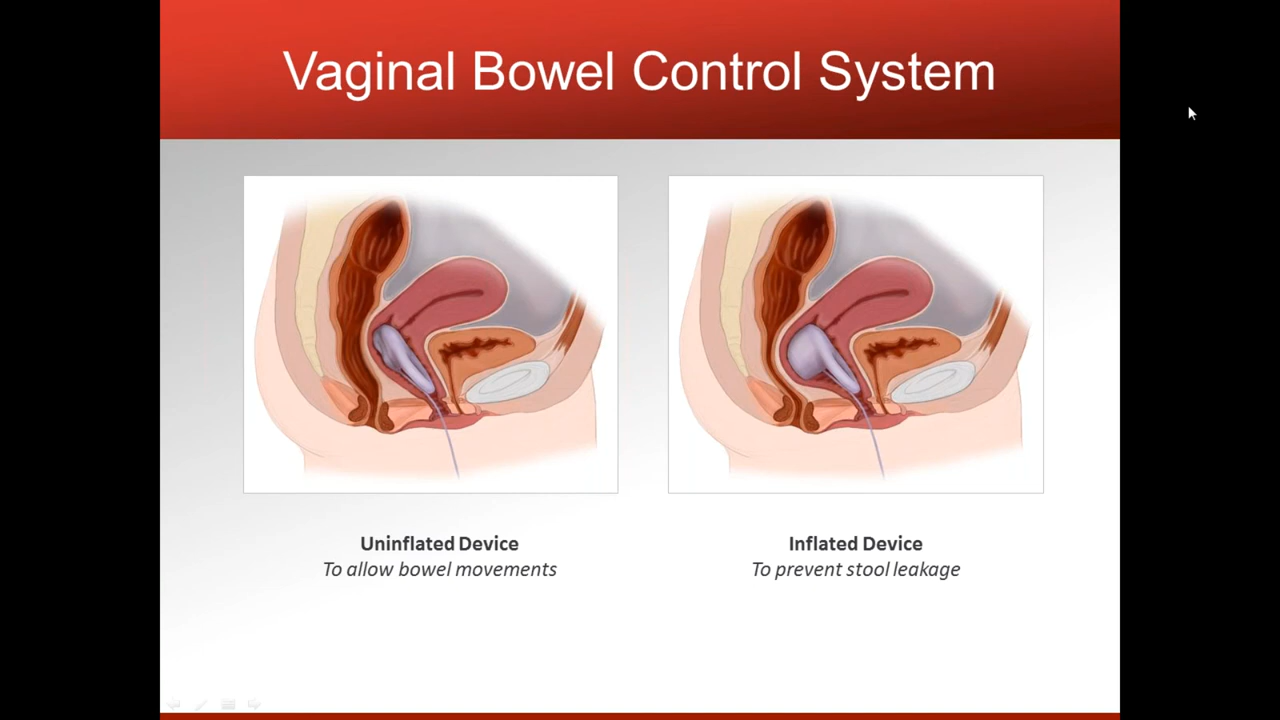 Vaginal Bowel Control System
Uninflated Device
To allow bowel movements
Inflated Device
To prevent stool leakage